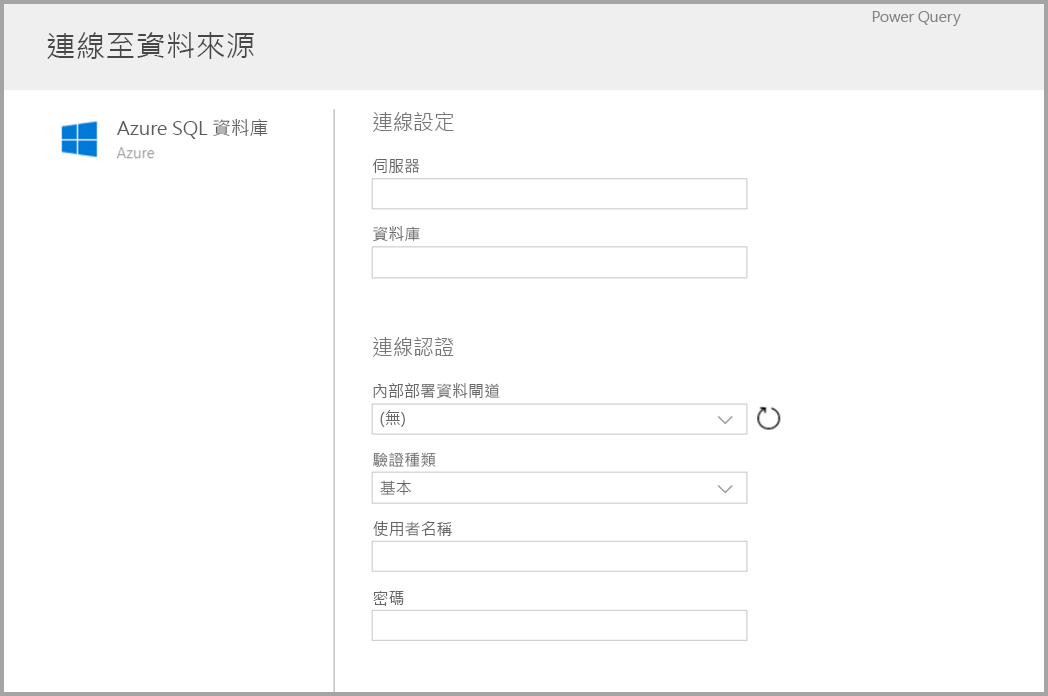 Power Query
連線至資料來源
Azure SQL 資料庫
Azure
連線設定
伺服器
資料庫
連線認證
內部部署資料閘道
(無)
驗證種類
基本
使用者名稱
密碼